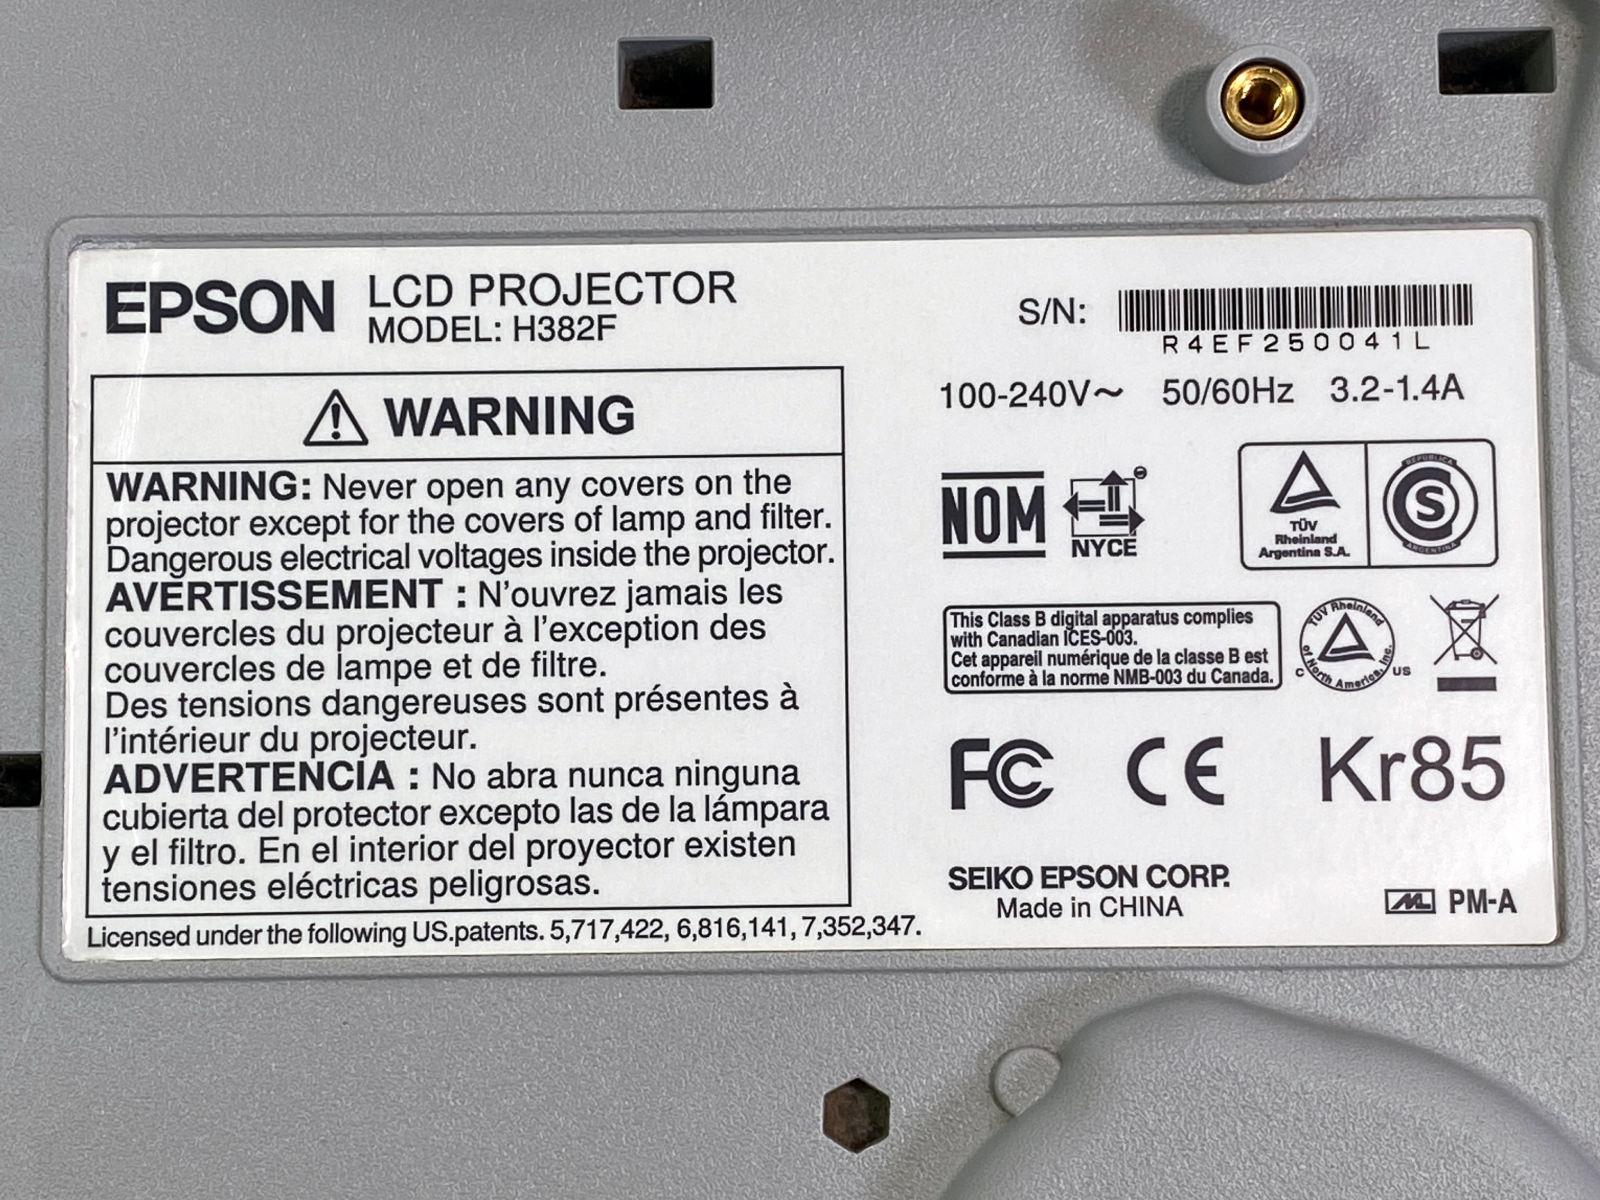 EPSON LCD PROJECTOR
MODEL: H382F
S/N:
R4EF250041L
100-240V~ 50/60Hz 3.2-1.4A
⚠ WARNING
WARNING: Never open any covers on the
projector except for the covers of lamp and filter.
Dangerous electrical voltages inside the projector.
AVERTISSEMENT : N'ouvrez jamais les
couvercles du projecteur à l'exception des
couvercles de lampe et de filtre.
Des tensions dangereuses sont présentes à
l'intérieur du projecteur.
ADVERTENCIA : No abra nunca ninguna
cubierta del protector excepto las de la lámpara
y el filtro. En el interior del proyector existen
tensiones eléctricas peligrosas.
Licensed under the following US.patents. 5,717,422, 6,816,141, 7,352,347.
NOM
NYCE
TÜV
Rheinland
Argentina S.A.
REPUBLICA
S
ARGENTINA
This Class B digital apparatus complies
with Canadian ICES-003.
Cet appareil numérique de la classe B est
conforme à la norme NMB-003 du Canada.
TÜV Rheinland
of North America, Inc.
C US
FC CE Kr85
SEIKO EPSON CORP.
Made in CHINA
ML PM-A